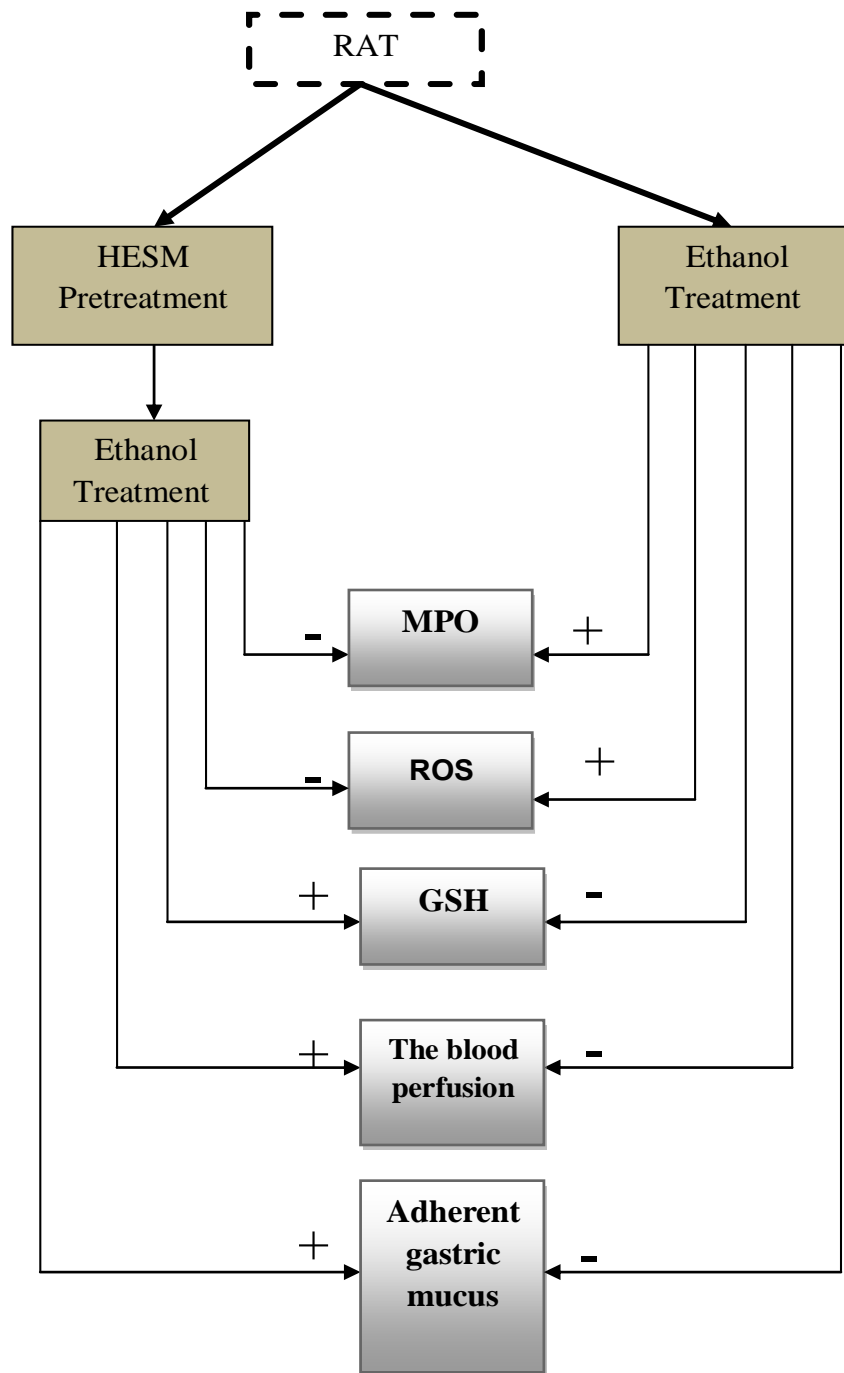 RAT
HESM
Pretreatment
Ethanol
Treatment
Ethanol
Treatment
- MPO +
- ROS +
+ GSH -
+ The blood -
perfusion
+ Adherent
gastric -
mucus